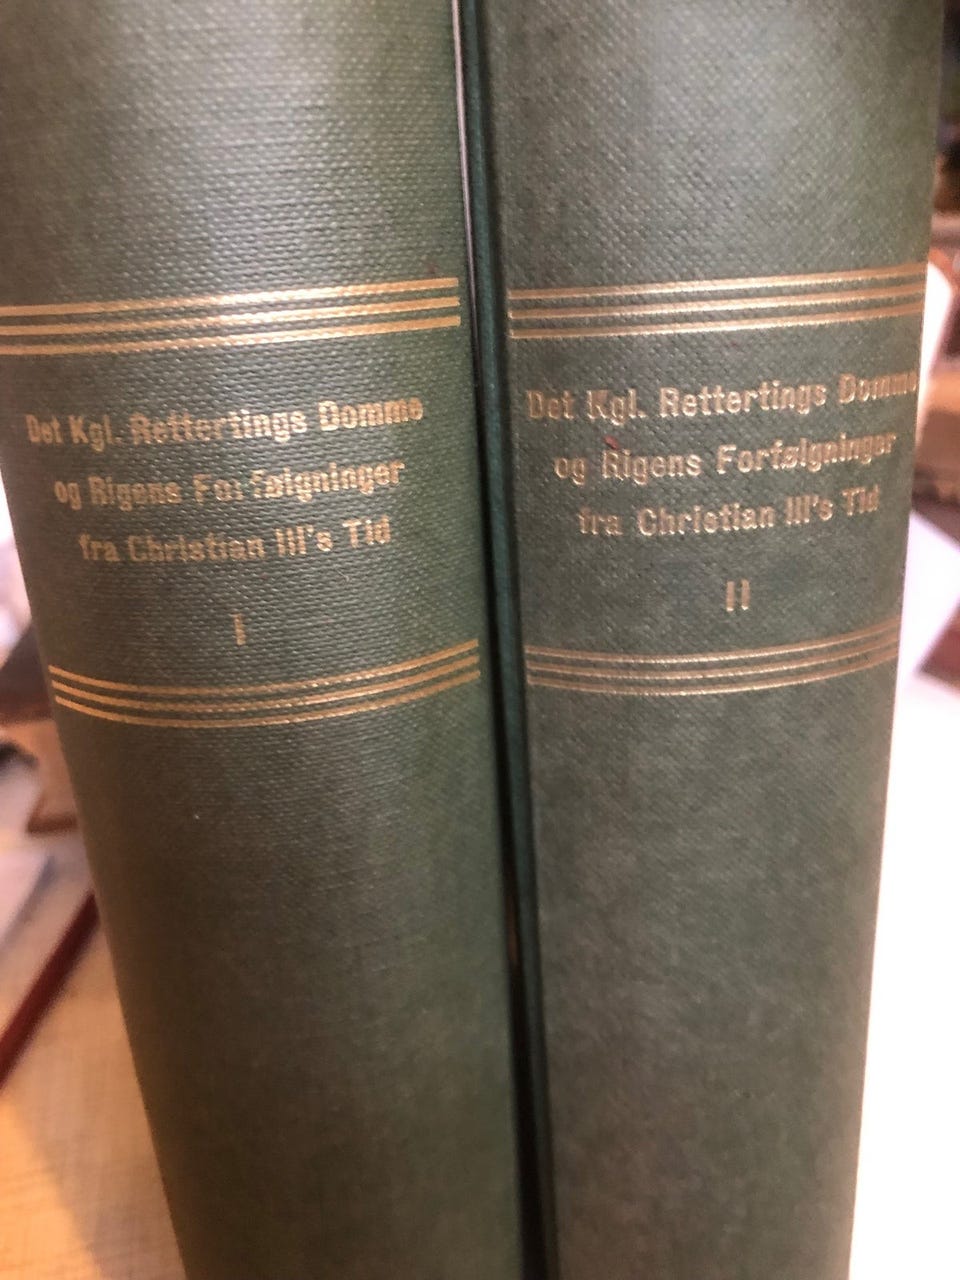 Det Kgl. Rettertings Domme
og Rigens Forfølgninger
fra Christian III's Tid
I
Det Kgl. Rettertings Domme
og Rigens Forfølgninger
fra Christian III's Tid
II